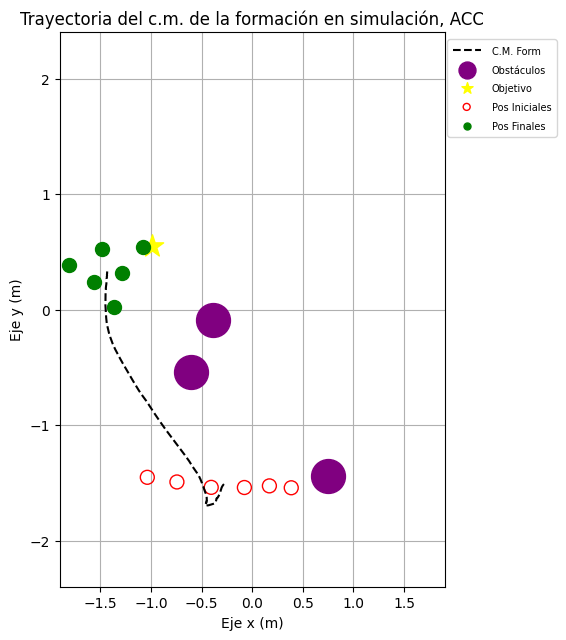 Trayectoria del c.m. de la formación en simulación, ACC
C.M. Form
Obstáculos
Objetivo
Pos Iniciales
Pos Finales
Eje y (m)
2
1
0
−1
−2
−1.5 −1.0 −0.5 0.0 0.5 1.0 1.5
Eje x (m)